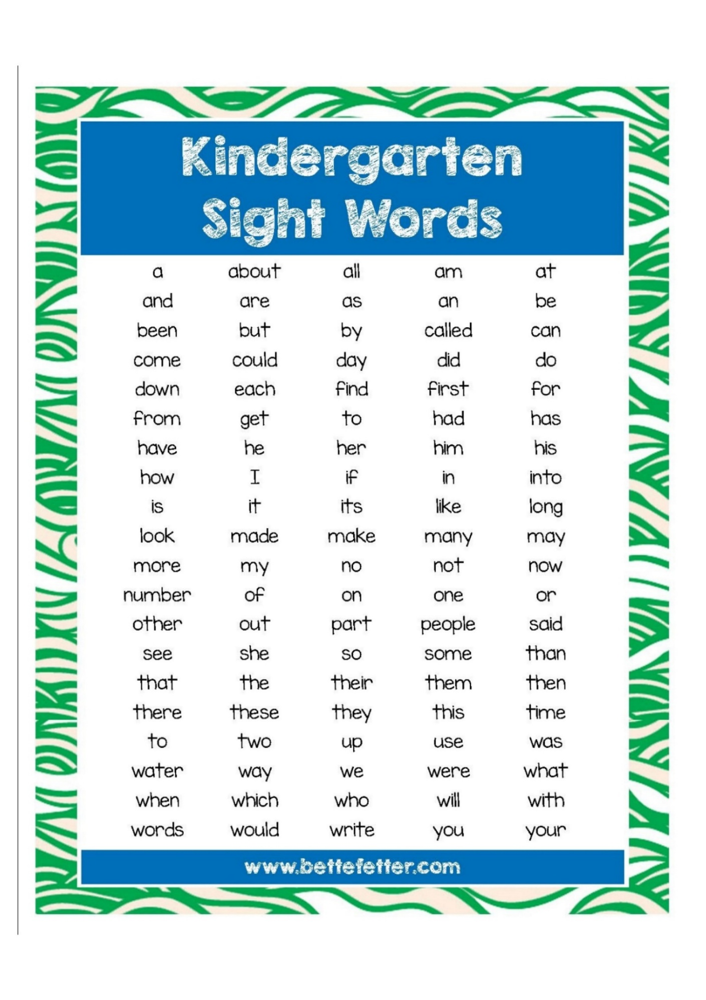 Kindergarten
Sight Words
a about all am at
and are as an be
been but by called can
come could day did do
down each find first for
from get to had has
have he her him his
how I if in into
is it its like long
look made make many may
more my no not now
number of on one or
other out part people said
see she so some than
that the their them then
there these they this time
to two up use was
water way we were what
when which who will with
words would write you your
www.bettefetter.com